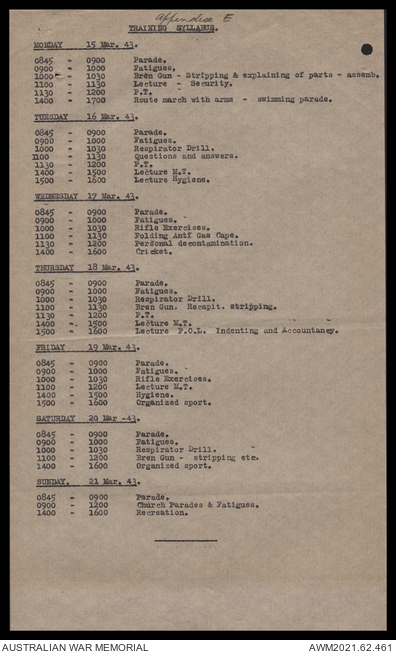 Appendix E
TRAINING SYLLABUS.
MONDAY 15 Mar. 43.
0845 - 0900 Parade.
0900 - 1000 Fatigues.
1000 - 1030 Bren Gun - Stripping & explaining of parts - assemb.
1100 - 1130 Lecture - Security.
1130 - 1200 P.T.
1400 - 1700 Route march with arms - swimming parade.
TUESDAY 16 Mar. 43.
0845 - 0900 Parade.
0900 - 1000 Fatigues.
1000 - 1030 Respirator Drill.
1100 - 1130 Questions and answers.
1130 - 1200 P.T.
1400 - 1500 Lecture M.T.
1500 - 1600 Lecture Hygiene.
WEDNESDAY 17 Mar. 43.
0845 - 0900 Parade.
0900 - 1000 Fatigues.
1000 - 1030 Rifle Exercises.
1100 - 1130 Folding Anti Gas Cape.
1130 - 1200 Personal decontamination.
1400 - 1600 Cricket.
THURSDAY 18 Mar. 43.
0845 - 0900 Parade.
0900 - 1000 Fatigues.
1000 - 1030 Respirator Drill.
1100 - 1130 Bren Gun. Recapit. stripping.
1130 - 1200 P.T.
1400 - 1500 Lecture M.T.
1500 - 1600 Lecture P.O.L. Indenting and Accountancy.
FRIDAY 19 Mar. 43.
0845 - 0900 Parade.
0900 - 1000 Fatigues.
1000 - 1030 Rifle Exercises.
1100 - 1200 Lecture M.T.
1400 - 1500 Hygiene.
1500 - 1600 Organized sport.
SATURDAY 20 Mar -43.
0845 - 0900 Parade.
0900 - 1000 Fatigues.
1000 - 1030 Respirator Drill.
1100 - 1200 Bren Gun - stripping etc.
1400 - 1600 Organized sport.
SUNDAY. 21 Mar. 43.
0845 - 0900 Parade.
0900 - 1200 Church Parades & Fatigues.
1400 - 1600 Recreation.
AUSTRALIAN WAR MEMORIAL AWM2021.62.461